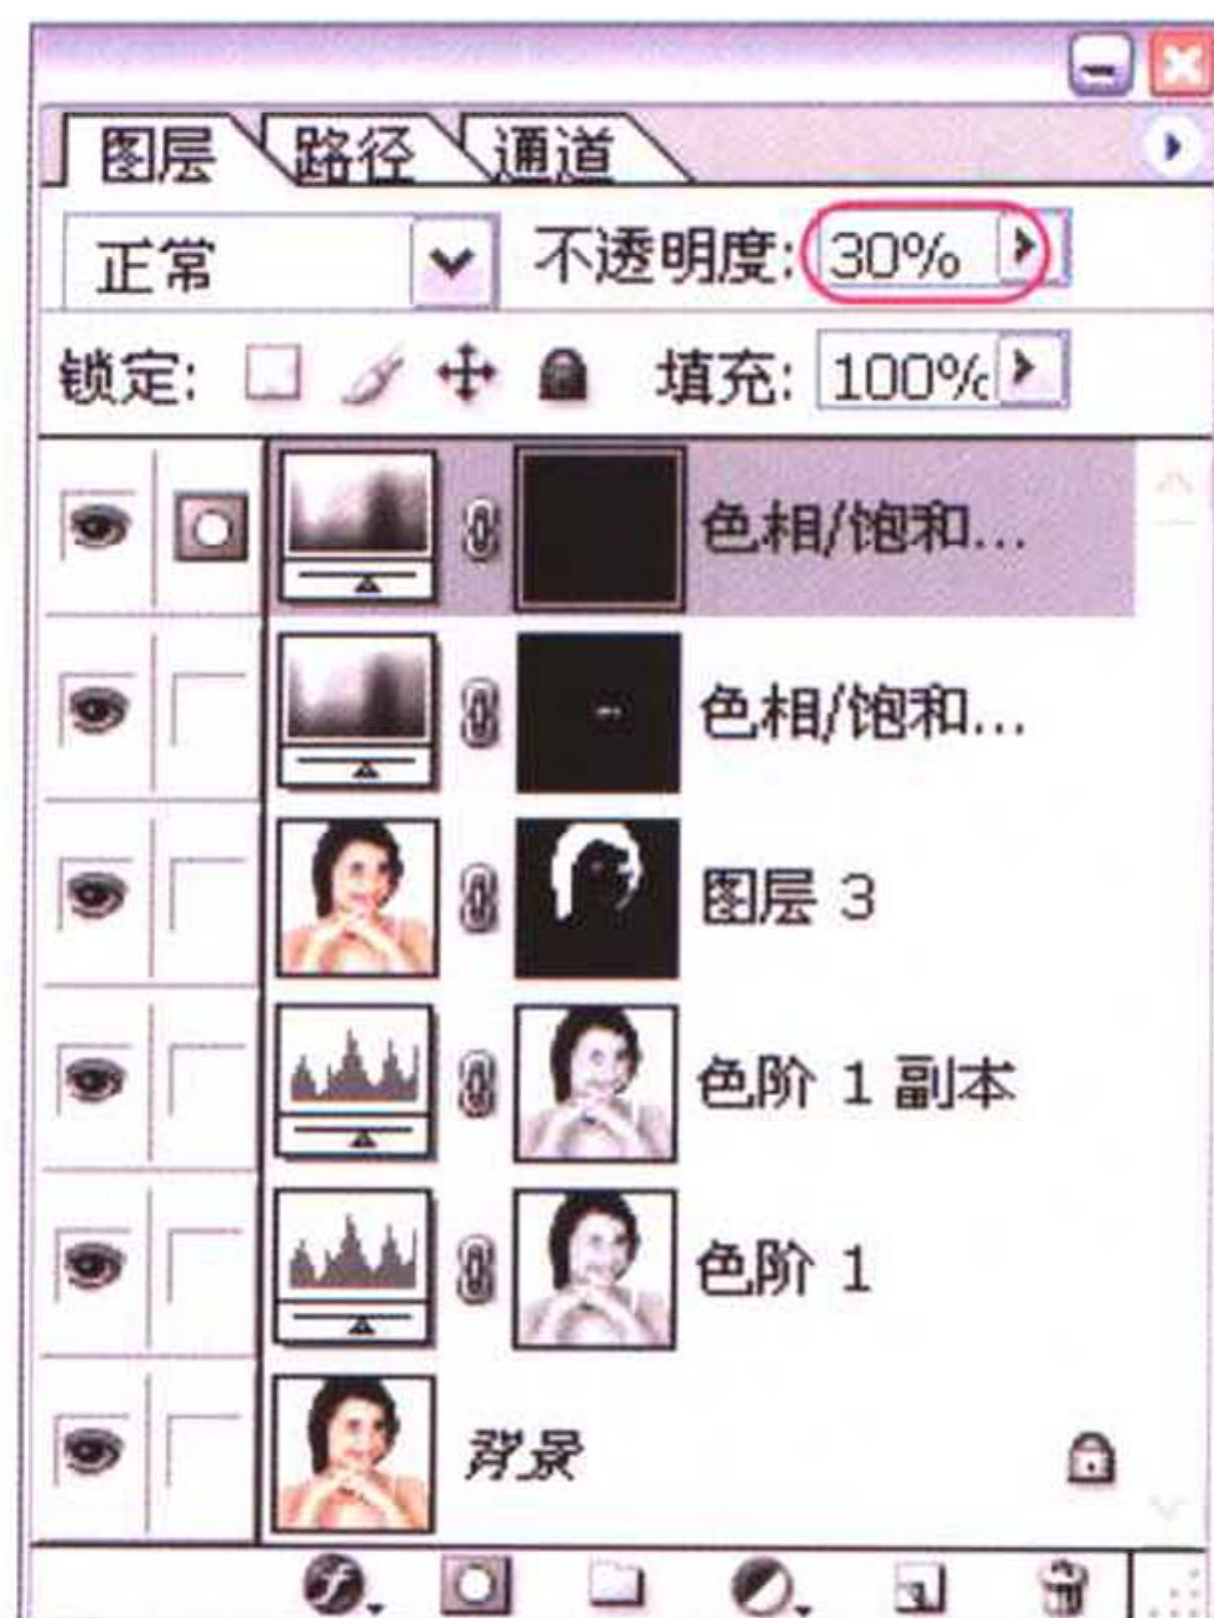 图层 路径 通道
正常 不透明度: 30%
锁定: 填充: 100%
色相/饱和...
色相/饱和...
图层 3
色阶 1 副本
色阶 1
背景